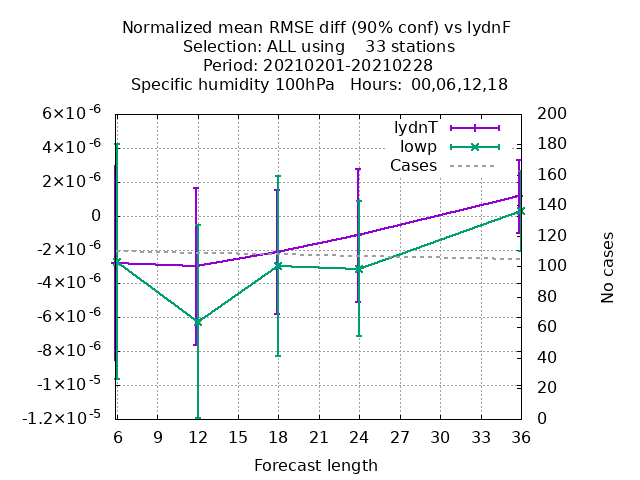 Normalized mean RMSE diff (90% conf) vs lydnF
Selection: ALL using    33 stations
Period: 20210201-20210228
Specific humidity 100hPa   Hours: 00,06,12,18
6×10^-6
4×10^-6
2×10^-6
0
-2×10^-6
-4×10^-6
-6×10^-6
-8×10^-6
-1×10^-5
-1.2×10^-5
lydnT
lowp
Cases
200
180
160
140
120
100
80
60
40
20
0
No cases
6 9 12 15 18 21 24 27 30 33 36
Forecast length